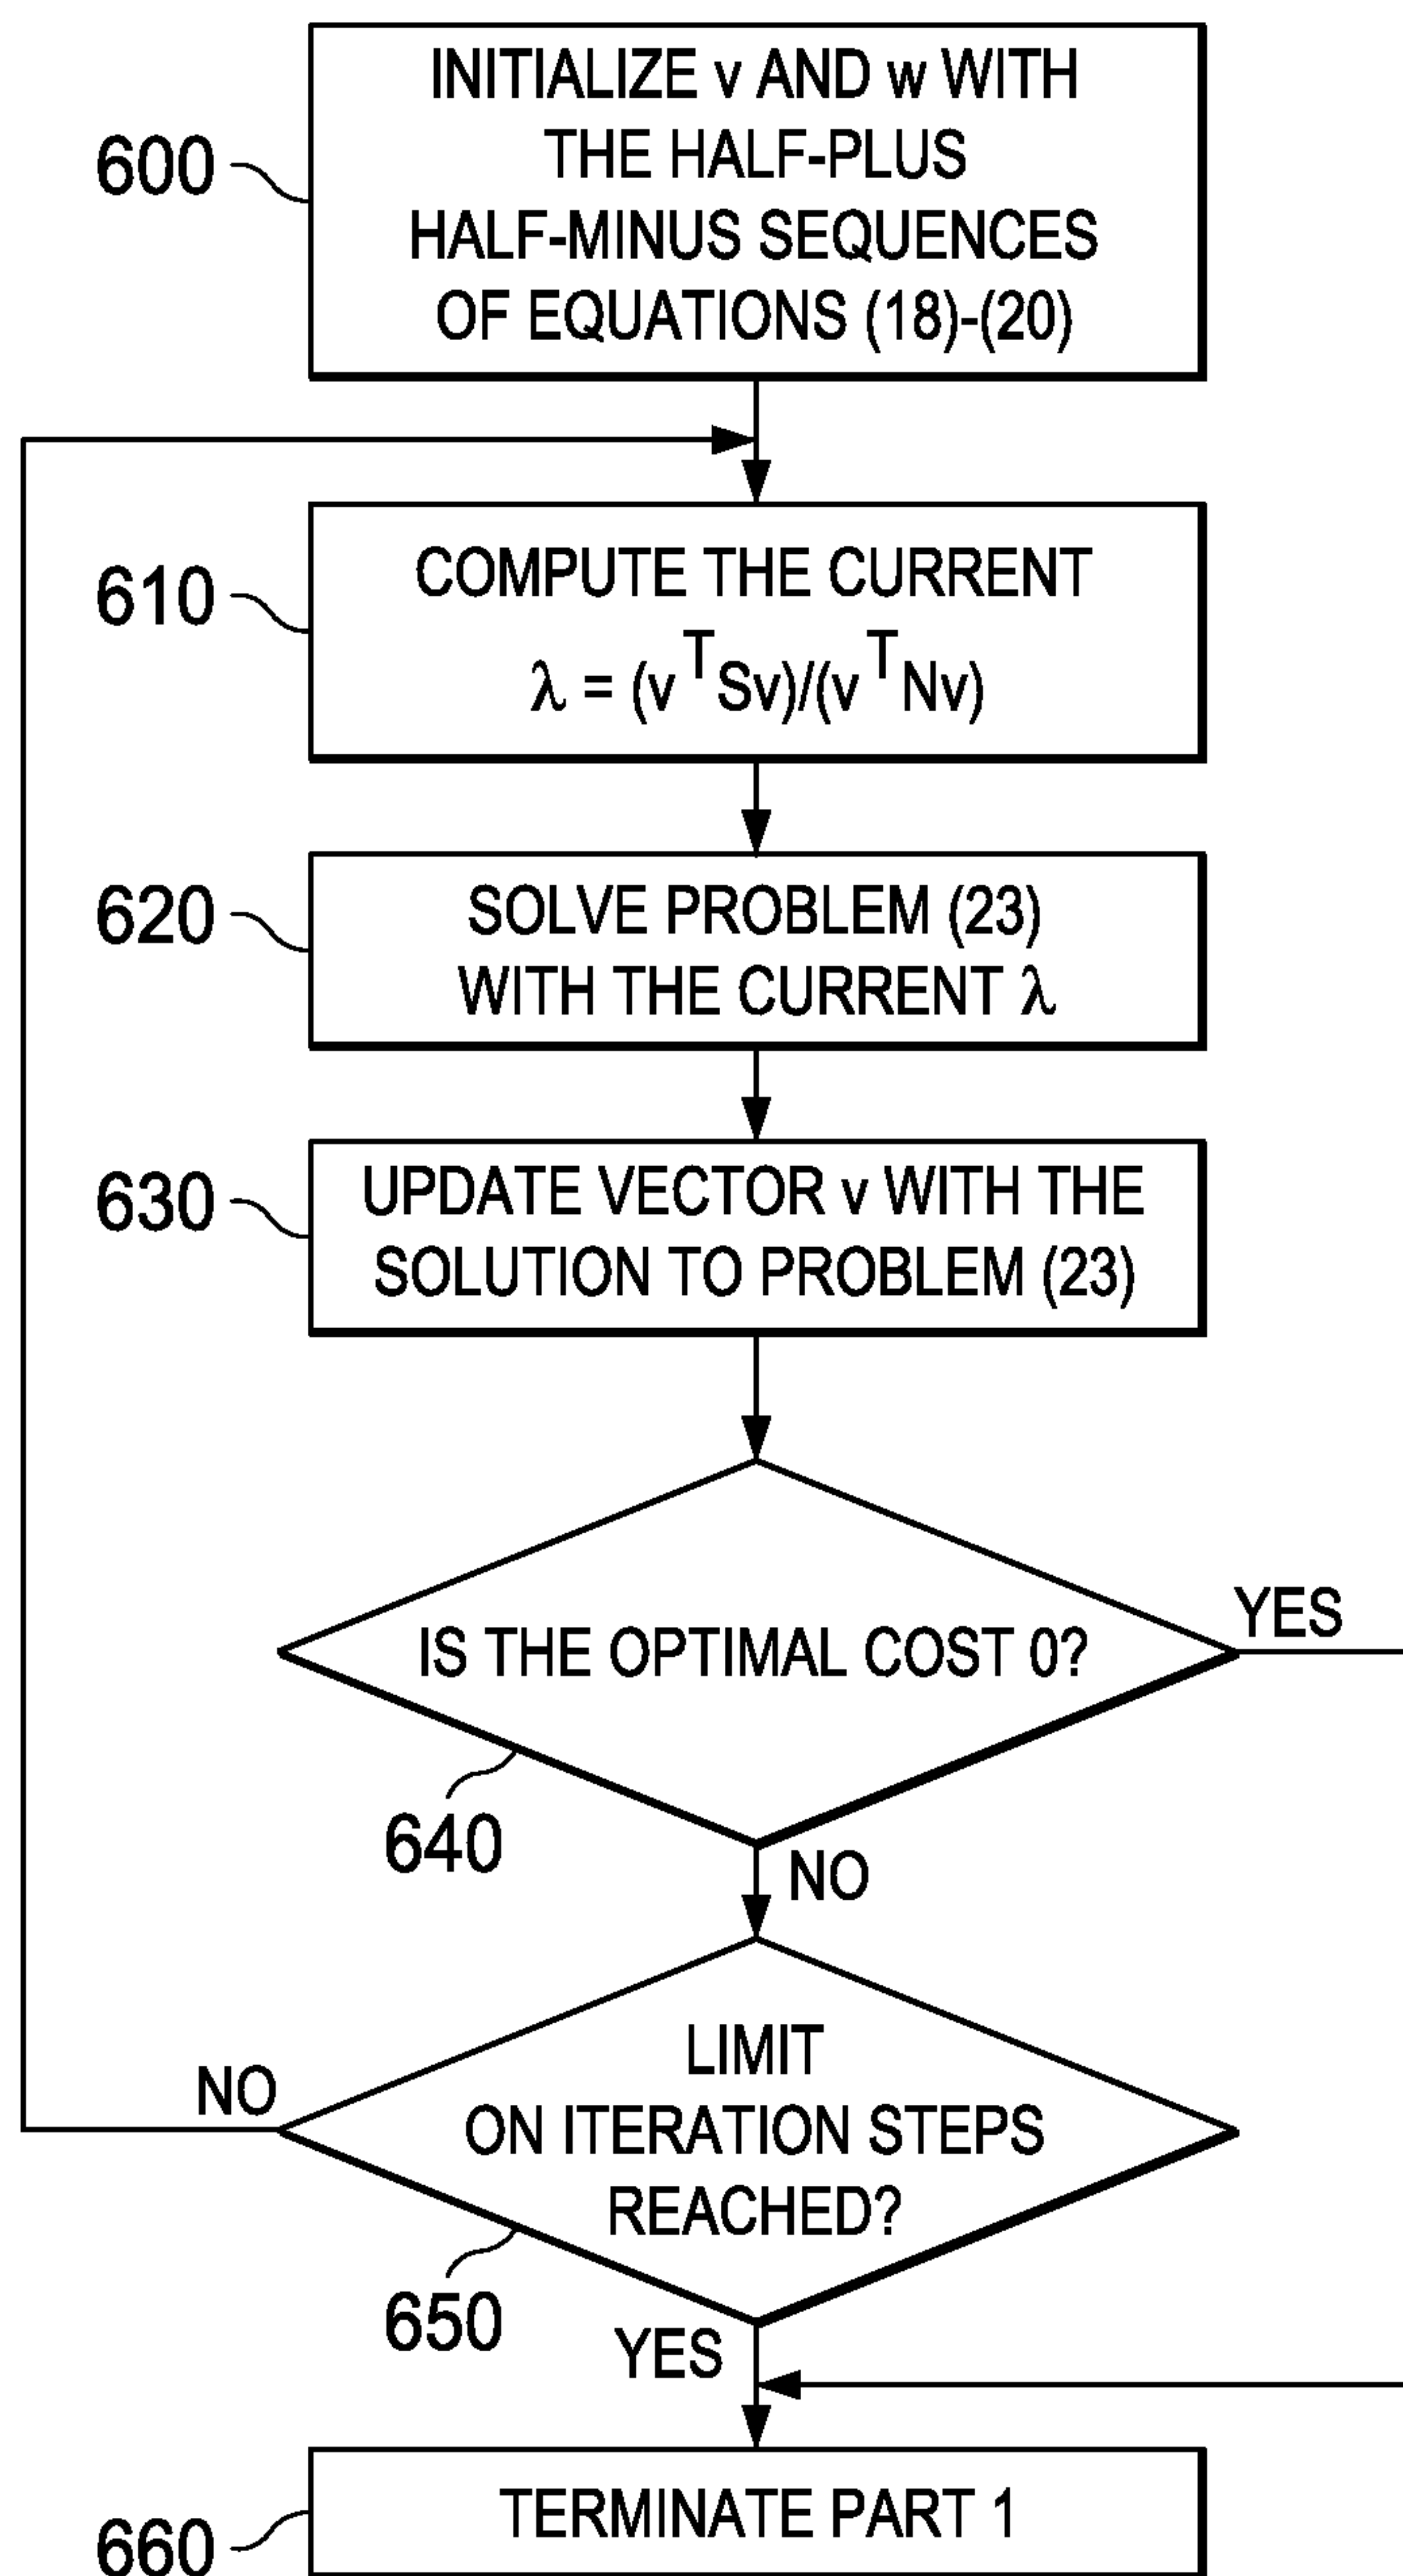 INITIALIZE v AND w WITH
THE HALF-PLUS
HALF-MINUS SEQUENCES
OF EQUATIONS (18)-(20)
600
COMPUTE THE CURRENT
λ = (v^T Sv)/(v^T Nv)
610
SOLVE PROBLEM (23)
WITH THE CURRENT λ
620
UPDATE VECTOR v WITH THE
SOLUTION TO PROBLEM (23)
630
IS THE OPTIMAL COST 0?
YES
640
NO
LIMIT
ON ITERATION STEPS
REACHED?
NO
650
YES
TERMINATE PART 1
660